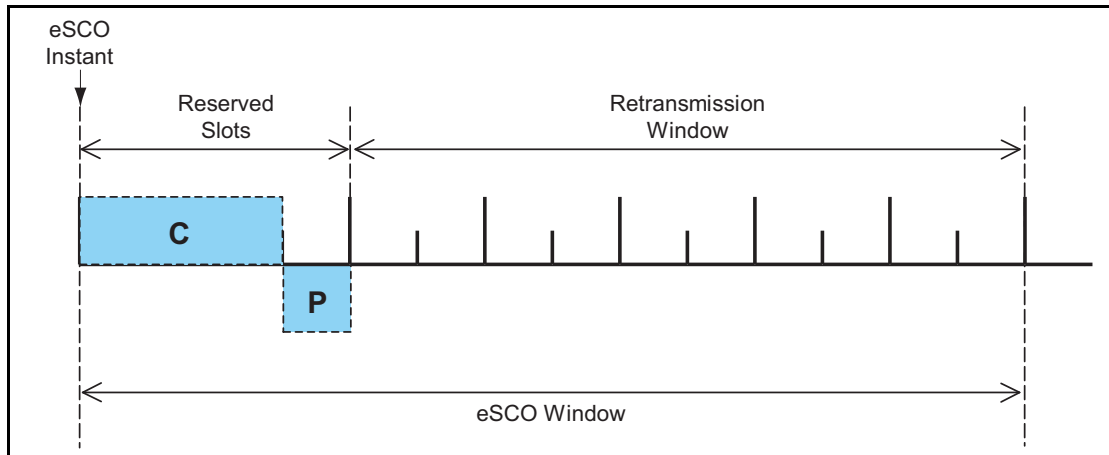 eSCO
Instant
Reserved
Slots
Retransmission
Window
C
P
eSCO Window